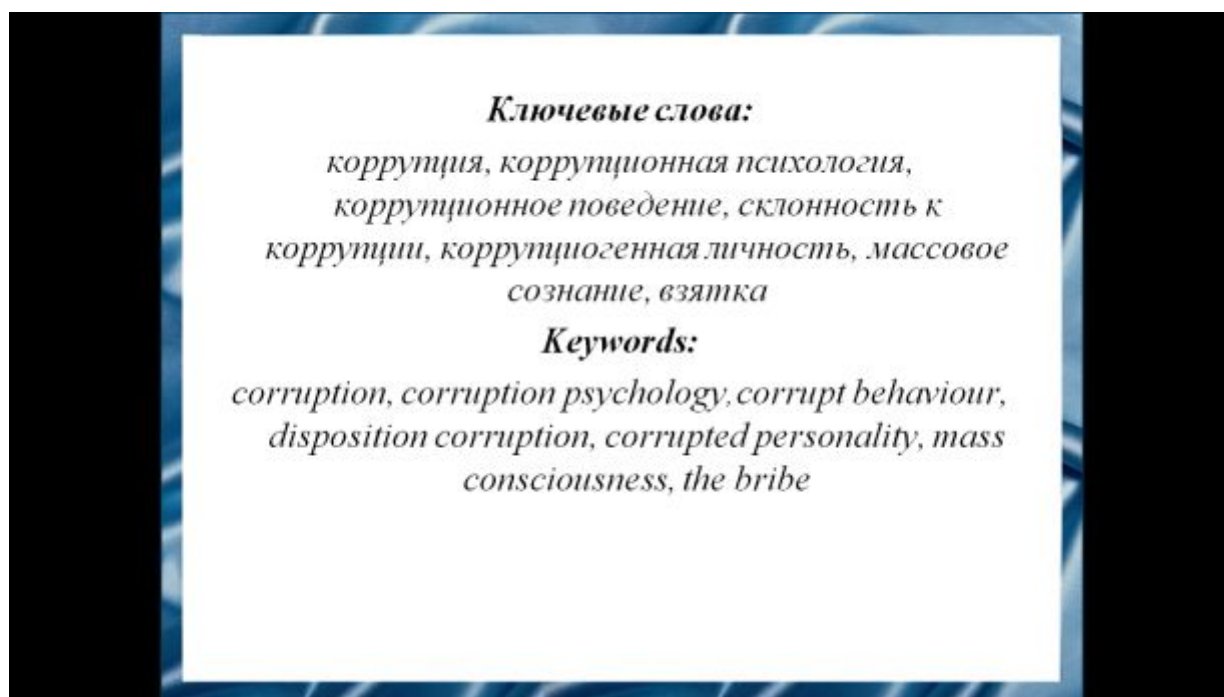 Ключевые слова:
коррупция, коррупционная психология,
коррупционное поведение, склонность к
коррупции, коррупциогенная личность, массовое
сознание, взятка
Keywords:
corruption, corruption psychology, corrupt behaviour,
disposition corruption, corrupted personality, mass
consciousness, the bribe